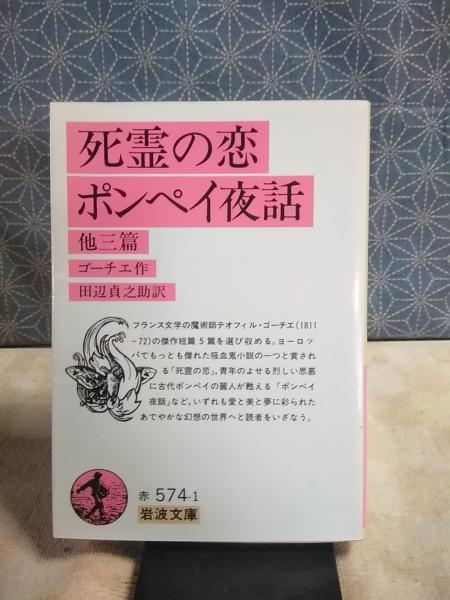 死霊の恋
ポンペイ夜話
他三篇
ゴーチエ作
田辺貞之助訳
フランス文学の魔術師テオフィル・ゴーチエ(1811
-72)の傑作短篇5篇を選び収める。ヨーロッ
パでもっとも傑れた吸血鬼小説の一つと賞され
る「死霊の恋」,青年のよせる烈しい思慕
に古代ポンペイの麗人が甦える「ポンペイ
夜話」など,いずれも愛と美と夢に彩られた
あでやかな幻想の世界へと読者をいざなう。
赤 574-1
岩波文庫